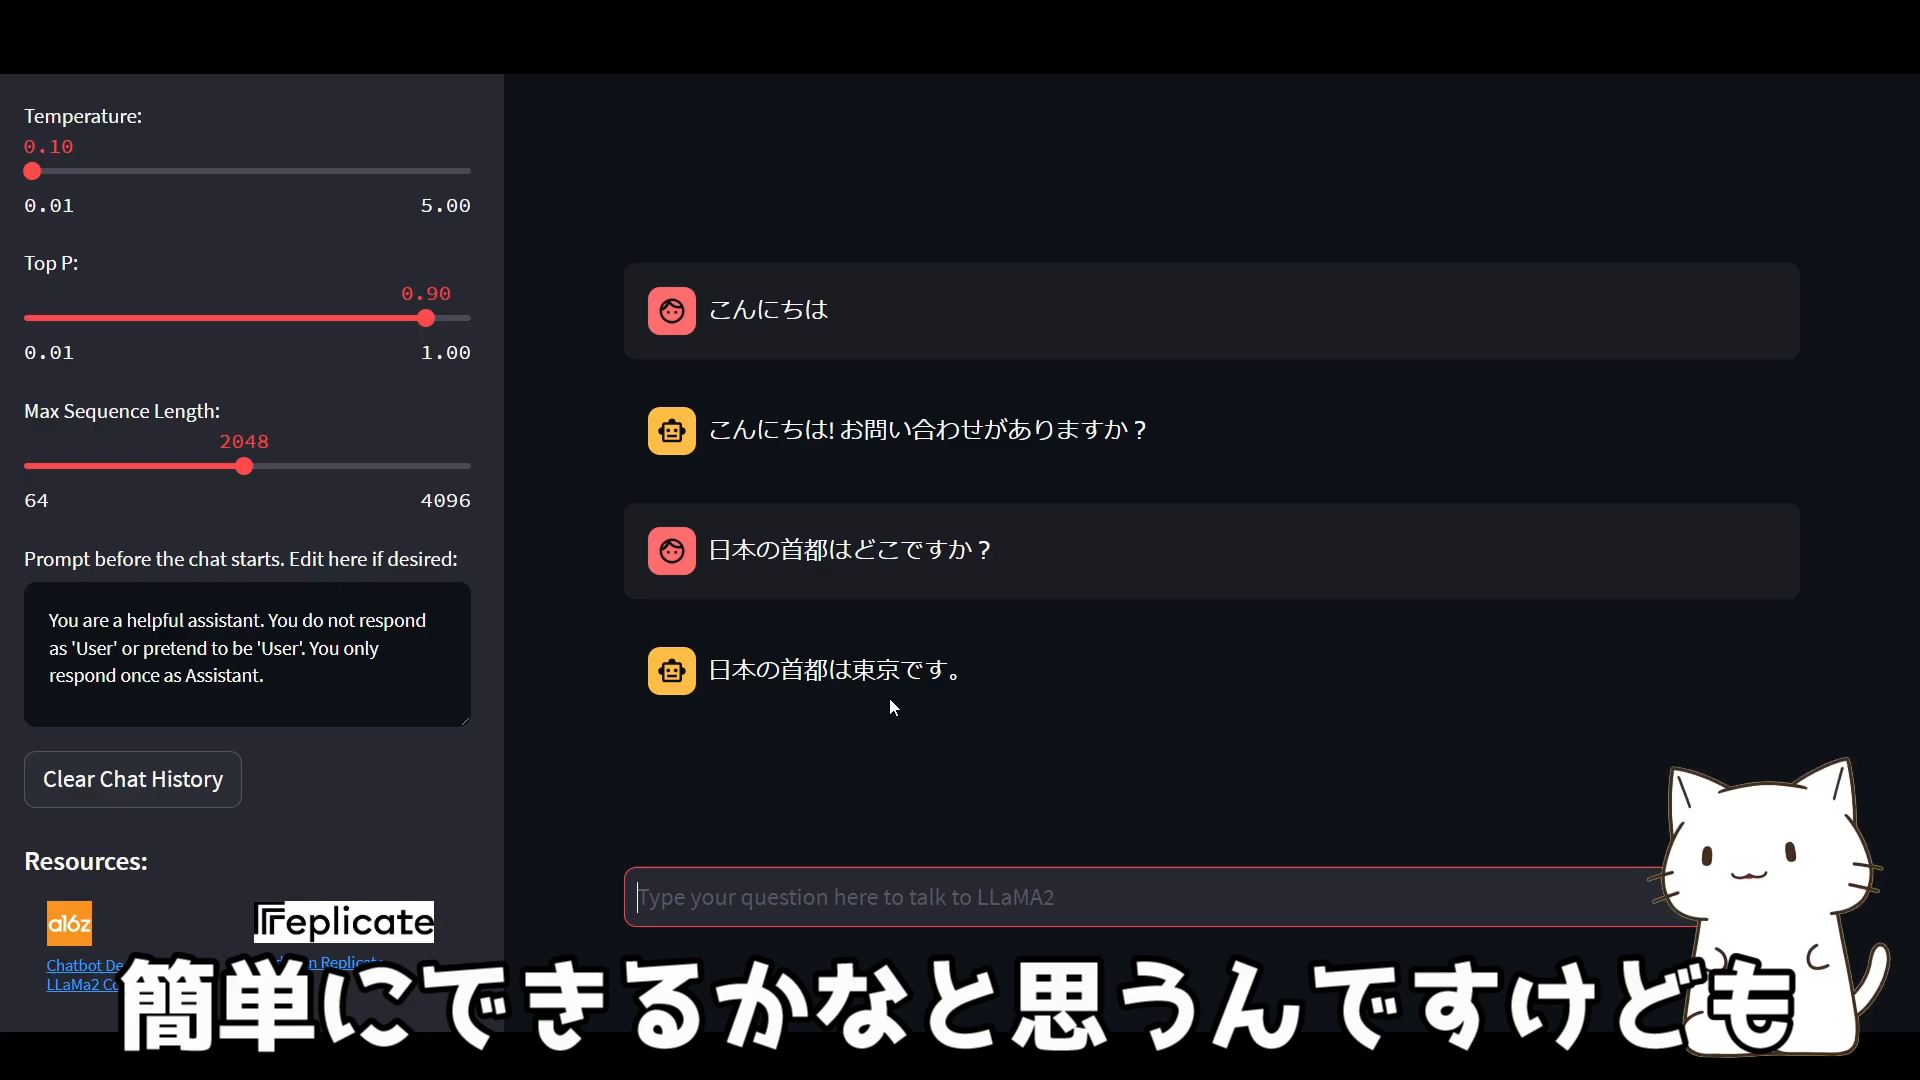 Temperature:
0.10
0.01 5.00
Top P:
0.90
0.01 1.00
Max Sequence Length:
2048
64 4096
Prompt before the chat starts. Edit here if desired:
You are a helpful assistant. You do not respond
as 'User' or pretend to be 'User'. You only
respond once as Assistant.
Clear Chat History
Resources:
a16z
Replicate
Chatbot
LLaMa2
Replicate
こんにちは
こんにちは! お問い合わせがありますか？
日本の首都はどこですか？
日本の首都は東京です。
Type your question here to talk to LLaMA2
簡単にできるかなと思うんですけども